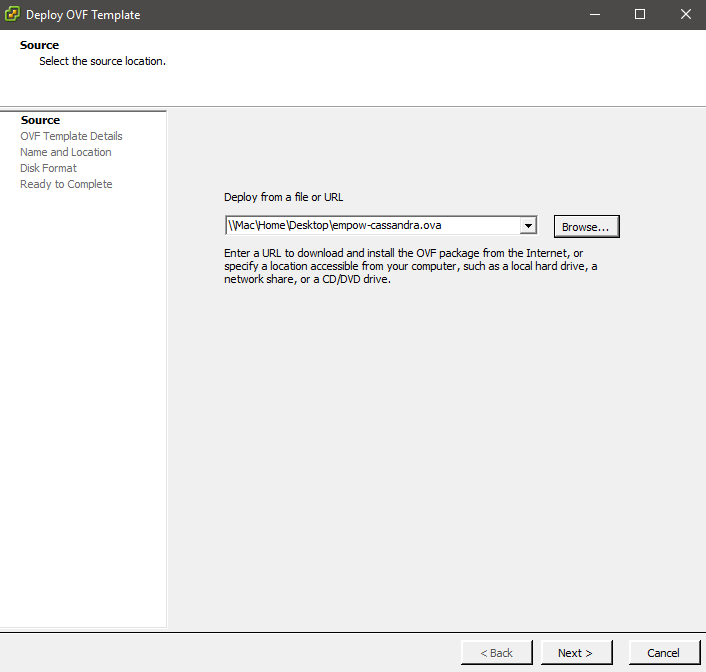 Deploy OVF Template
Source
Select the source location.
Source
OVF Template Details
Name and Location
Disk Format
Ready to Complete
Deploy from a file or URL
\\Mac\Home\Desktop\empow-cassandra.ova
Browse...
Enter a URL to download and install the OVF package from the Internet, or
specify a location accessible from your computer, such as a local hard drive, a
network share, or a CD/DVD drive.
< Back
Next >
Cancel